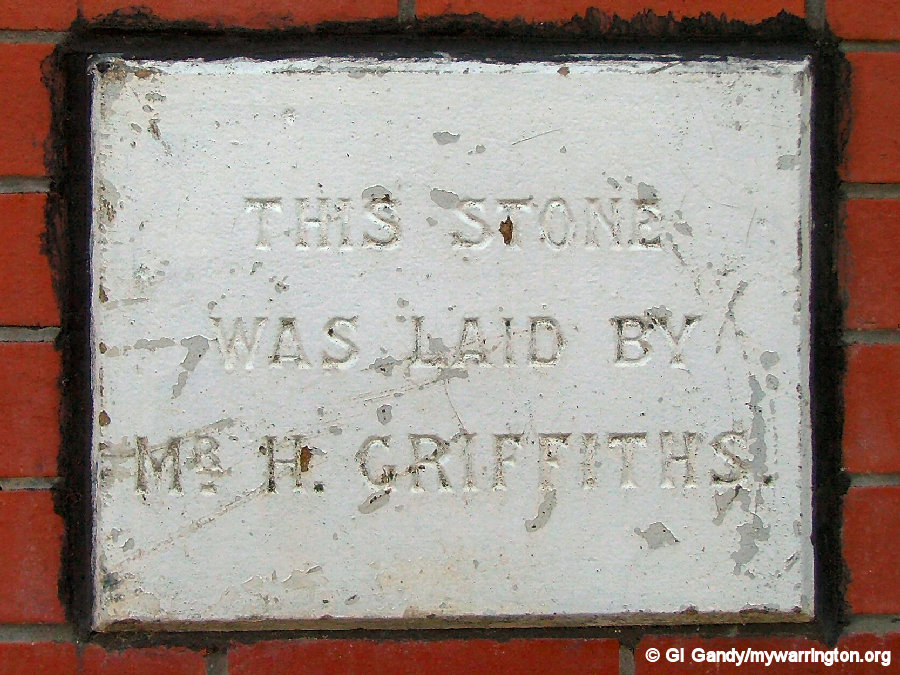 THIS STONE
WAS LAID BY
MR. H. GRIFFITHS.
© GI Gandy/mywarrington.org